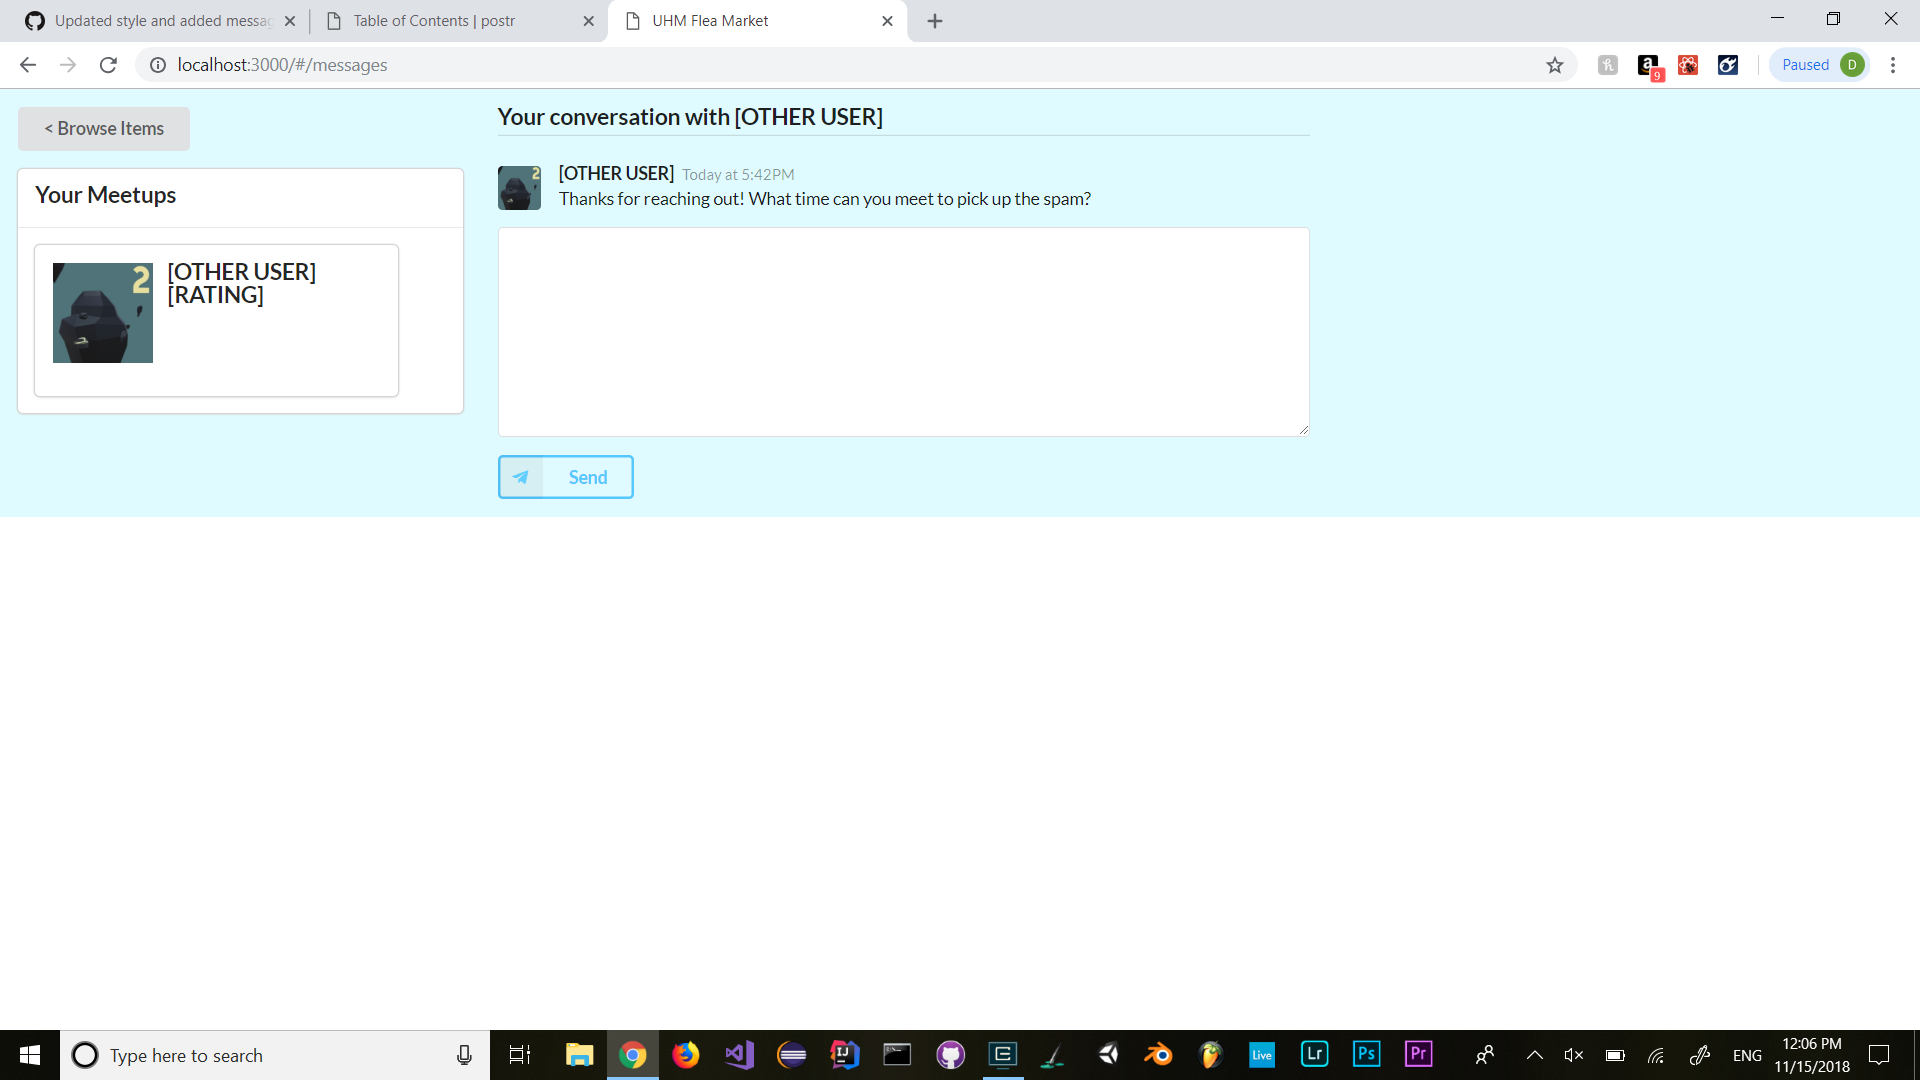 Updated style and added messag
Table of Contents | postr
UHM Flea Market
localhost:3000/#/messages
9
Paused
D
< Browse Items
Your conversation with [OTHER USER]
Your Meetups
2
[OTHER USER]
[RATING]
2
[OTHER USER] Today at 5:42PM
Thanks for reaching out! What time can you meet to pick up the spam?
Send
Type here to search
IJ
Live
Lr
Ps
Pr
ENG
12:06 PM
11/15/2018